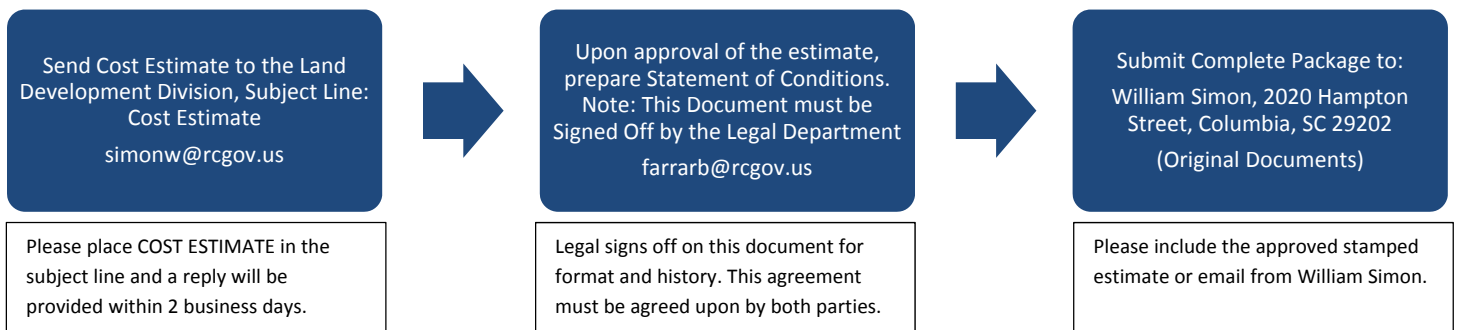 Send Cost Estimate to the Land
Development Division, Subject Line:
Cost Estimate
simonw@rcgov.us
Please place COST ESTIMATE in the
subject line and a reply will be
provided within 2 business days.
Upon approval of the estimate,
prepare Statement of Conditions.
Note: This Document must be
Signed Off by the Legal Department
farrarb@rcgov.us
Legal signs off on this document for
format and history. This agreement
must be agreed upon by both parties.
Submit Complete Package to:
William Simon, 2020 Hampton
Street, Columbia, SC 29202
(Original Documents)
Please include the approved stamped
estimate or email from William Simon.